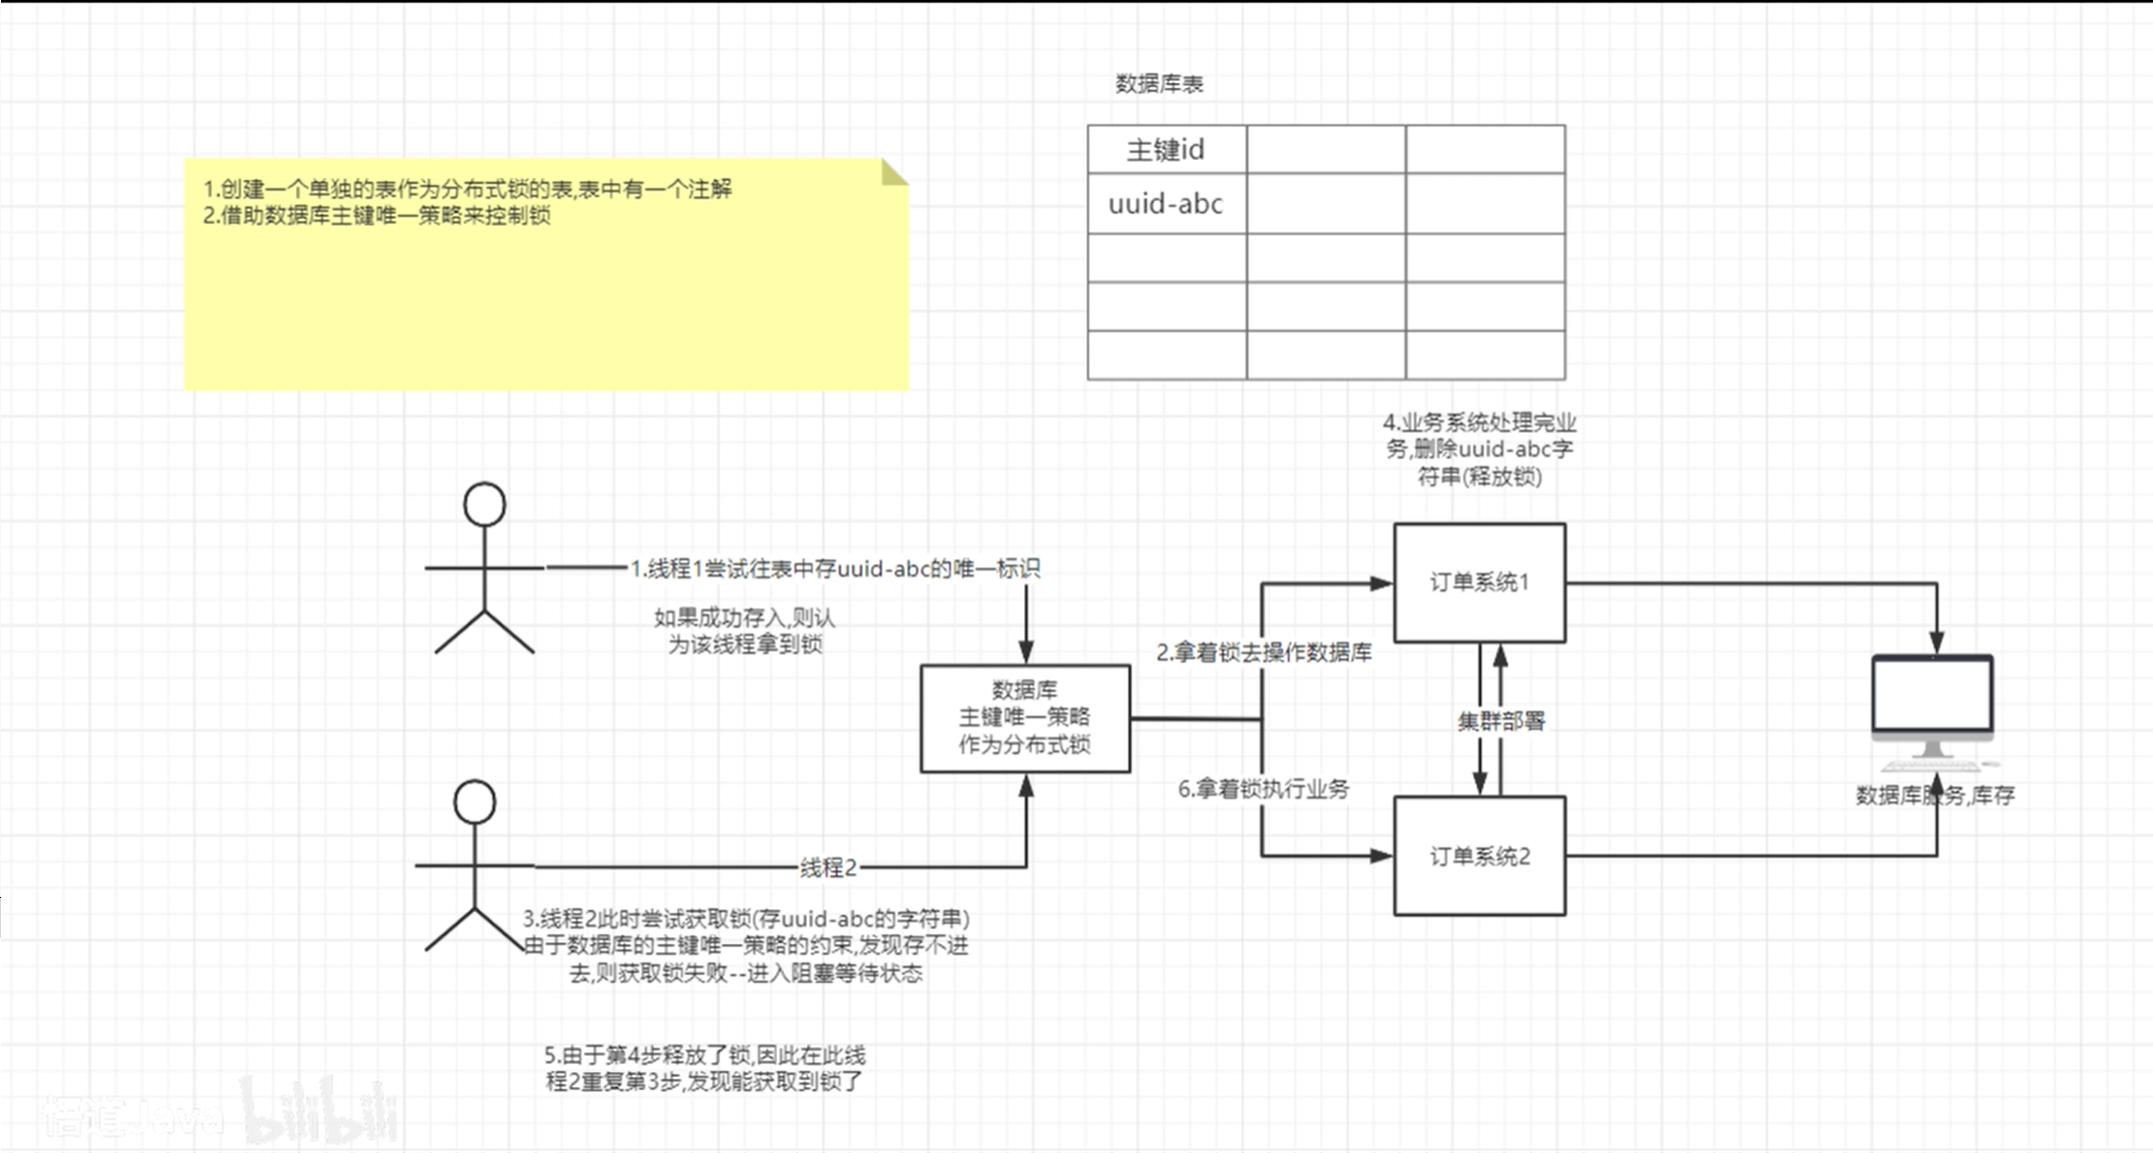 数据库表
主键id
uuid-abc
1.创建一个单独的表作为分布式锁的表,表中有一个注解
2.借助数据库主键唯一策略来控制锁
4.业务系统处理完业
务,删除uuid-abc字
符串(释放锁)
1.线程1尝试往表中存uuid-abc的唯一标识
如果成功存入,则认
为该线程拿到锁
订单系统1
2.拿着锁去操作数据库
数据库
主键唯一策略
作为分布式锁
集群部署
6.拿着锁执行业务
数据库服务,库存
线程2
订单系统2
3.线程2此时尝试获取锁(存uuid-abc的字符串)
由于数据库的主键唯一策略的约束,发现存不进
去,则获取锁失败--进入阻塞等待状态
5.由于第4步释放了锁,因此在此线
程2重复第3步,发现能获取到锁了
悟道Java bilibili